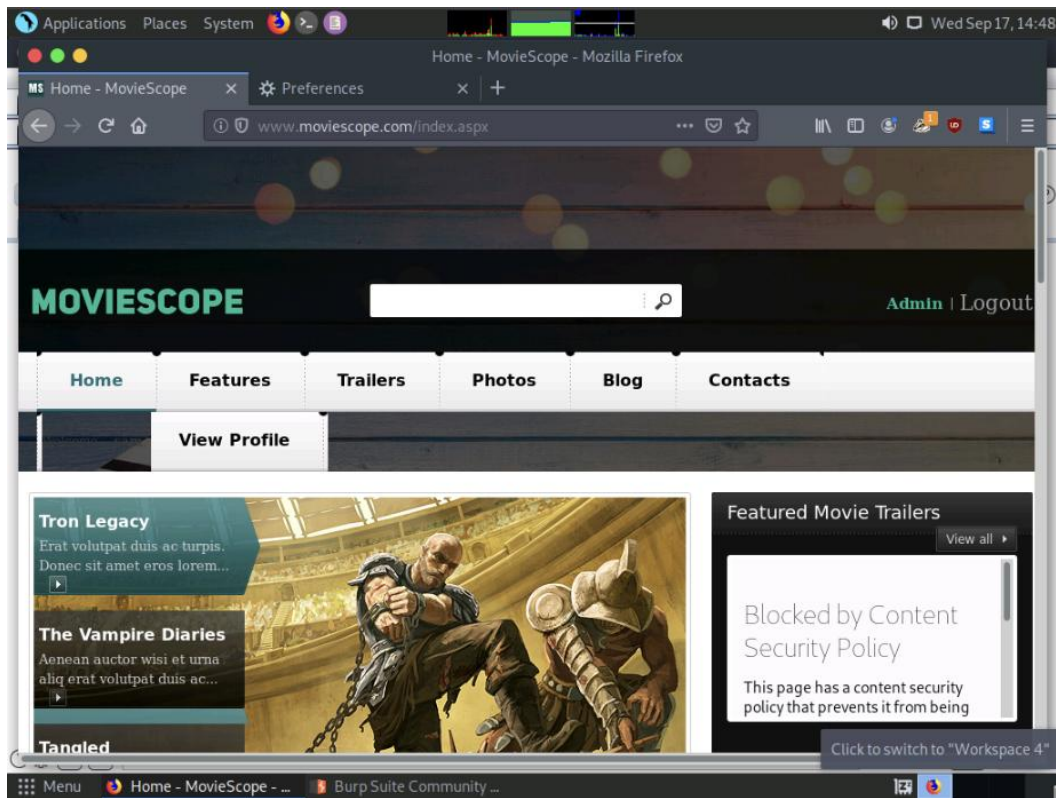 Applications Places System Wed Sep 17, 14:48
Home - MovieScope - Mozilla Firefox
MS Home - MovieScope × Preferences × +
www.moviescope.com/index.aspx
MOVIESCOPE
Admin | Logout
Home Features Trailers Photos Blog Contacts
View Profile
Tron Legacy
Erat volutpat duis ac turpis.
Donec sit amet eros lorem...
The Vampire Diaries
Aenean auctor wisi et urna
aliq erat volutpat duis ac...
Tangled
Featured Movie Trailers
View all
Blocked by Content
Security Policy
This page has a content security
policy that prevents it from being
Click to switch to "Workspace 4"
Menu Home - MovieScope - ... Burp Suite Community ...